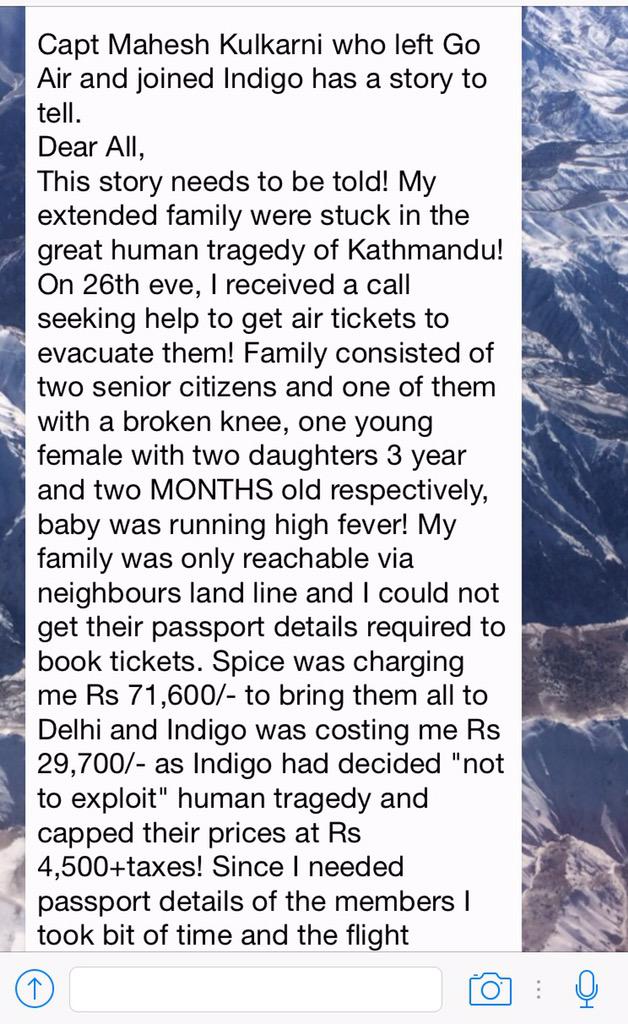 Capt Mahesh Kulkarni who left Go
Air and joined Indigo has a story to
tell.
Dear All,
This story needs to be told! My
extended family were stuck in the
great human tragedy of Kathmandu!
On 26th eve, I received a call
seeking help to get air tickets to
evacuate them! Family consisted of
two senior citizens and one of them
with a broken knee, one young
female with two daughters 3 year
and two MONTHS old respectively,
baby was running high fever! My
family was only reachable via
neighbours land line and I could not
get their passport details required to
book tickets. Spice was charging
me Rs 71,600/- to bring them all to
Delhi and Indigo was costing me Rs
29,700/- as Indigo had decided "not
to exploit" human tragedy and
capped their prices at Rs
4,500+taxes! Since I needed
passport details of the members I
took bit of time and the flight